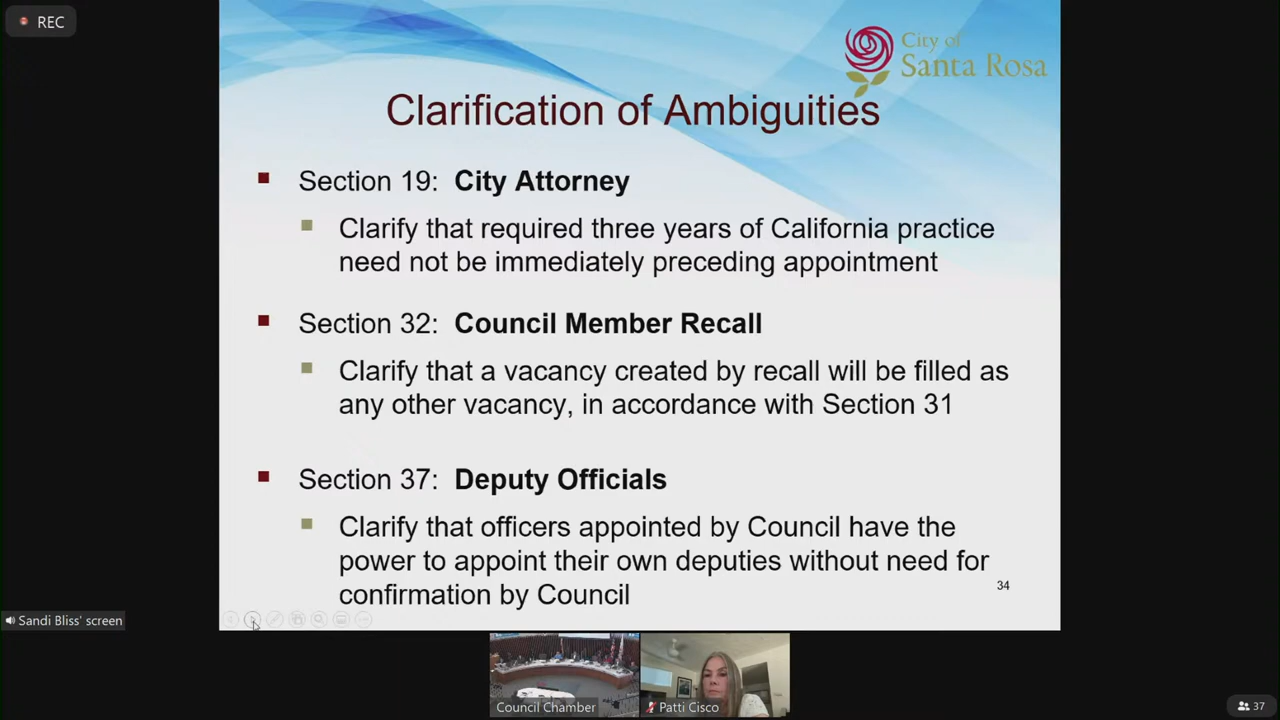 REC
City of
Santa Rosa
Clarification of Ambiguities
Section 19: City Attorney
Clarify that required three years of California practice
need not be immediately preceding appointment
Section 32: Council Member Recall
Clarify that a vacancy created by recall will be filled as
any other vacancy, in accordance with Section 31
Section 37: Deputy Officials
Clarify that officers appointed by Council have the
power to appoint their own deputies without need for
confirmation by Council
34
Sandi Bliss' screen
Council Chamber
Patti Cisco
37